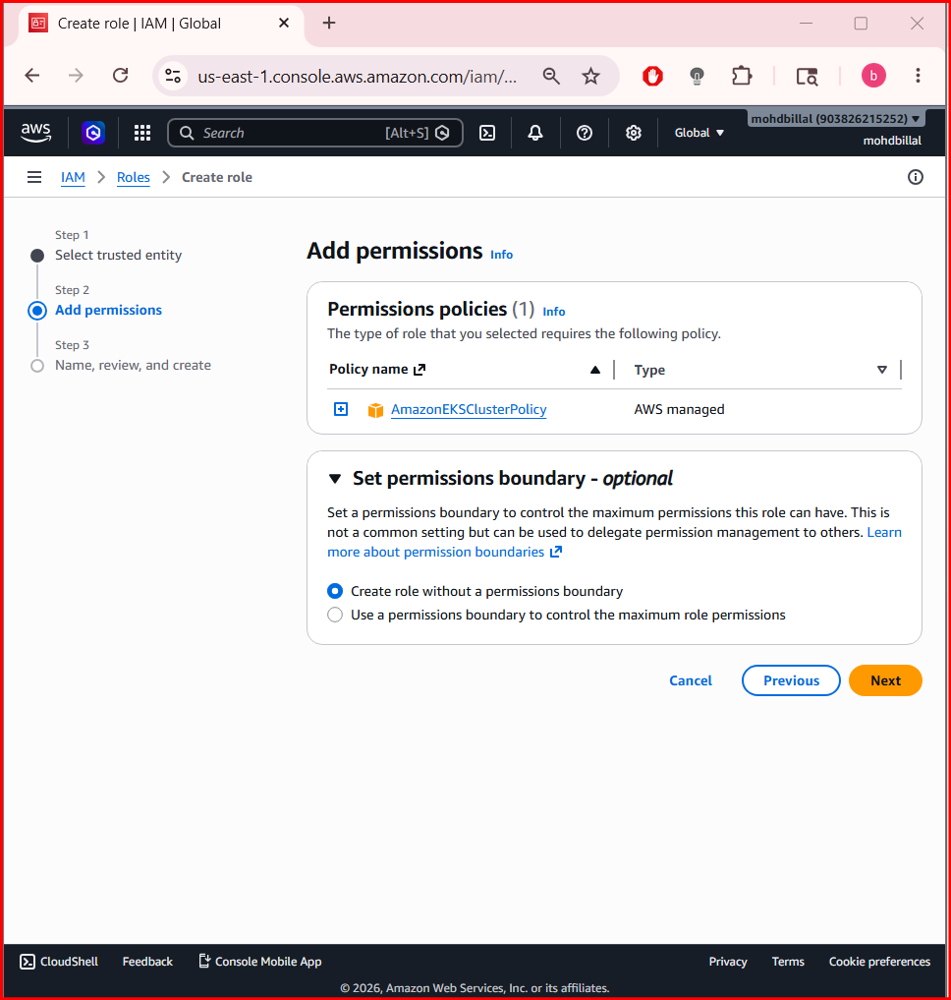 Create role | IAM | Global
us-east-1.console.aws.amazon.com/iam/...
b
aws
Search [Alt+S]
Global
mohdbillal (903826215252)
mohdbillal
IAM
Roles
Create role
Step 1
Select trusted entity
Step 2
Add permissions
Step 3
Name, review, and create
Add permissions Info
Permissions policies (1) Info
The type of role that you selected requires the following policy.
Policy name
Type
AmazonEKSClusterPolicy
AWS managed
Set permissions boundary - optional
Set a permissions boundary to control the maximum permissions this role can have. This is
not a common setting but can be used to delegate permission management to others. Learn
more about permission boundaries
Create role without a permissions boundary
Use a permissions boundary to control the maximum role permissions
Cancel
Previous
Next
CloudShell
Feedback
Console Mobile App
Privacy
Terms
Cookie preferences
© 2026, Amazon Web Services, Inc. or its affiliates.